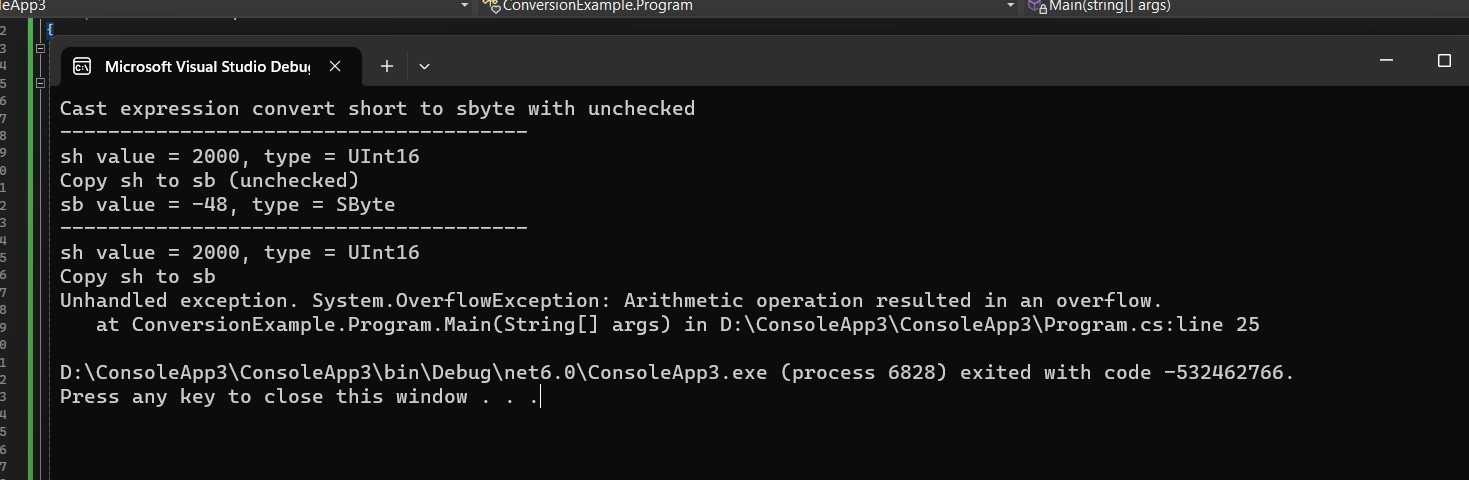 leApp3
ConversionExample.Program
Main(string[] args)
Microsoft Visual Studio Debu
Cast expression convert short to sbyte with unchecked
---------------------------------------
sh value = 2000, type = UInt16
Copy sh to sb (unchecked)
sb value = -48, type = SByte
---------------------------------------
sh value = 2000, type = UInt16
Copy sh to sb
Unhandled exception. System.OverflowException: Arithmetic operation resulted in an overflow.
at ConversionExample.Program.Main(String[] args) in D:\ConsoleApp3\ConsoleApp3\Program.cs:line 25
D:\ConsoleApp3\ConsoleApp3\bin\Debug\net6.0\ConsoleApp3.exe (process 6828) exited with code -532462766.
Press any key to close this window . . .